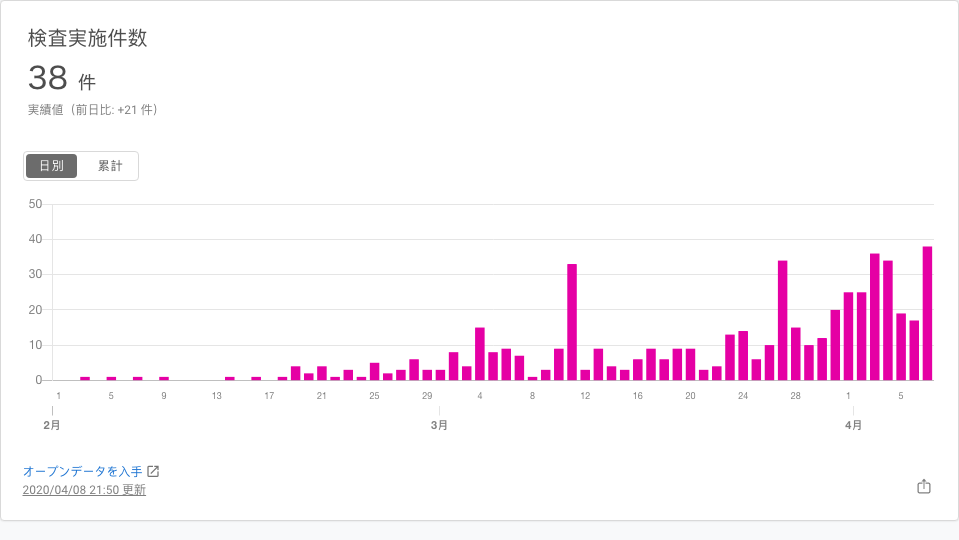 検査実施件数
38 件
実績値（前日比: +21 件）
日別 累計
50
40
30
20
10
0
1 5 9 13 17 21 25 29 4 8 12 16 20 24 28 1 5
2月 3月 4月
オープンデータを入手
2020/04/08 21:50 更新